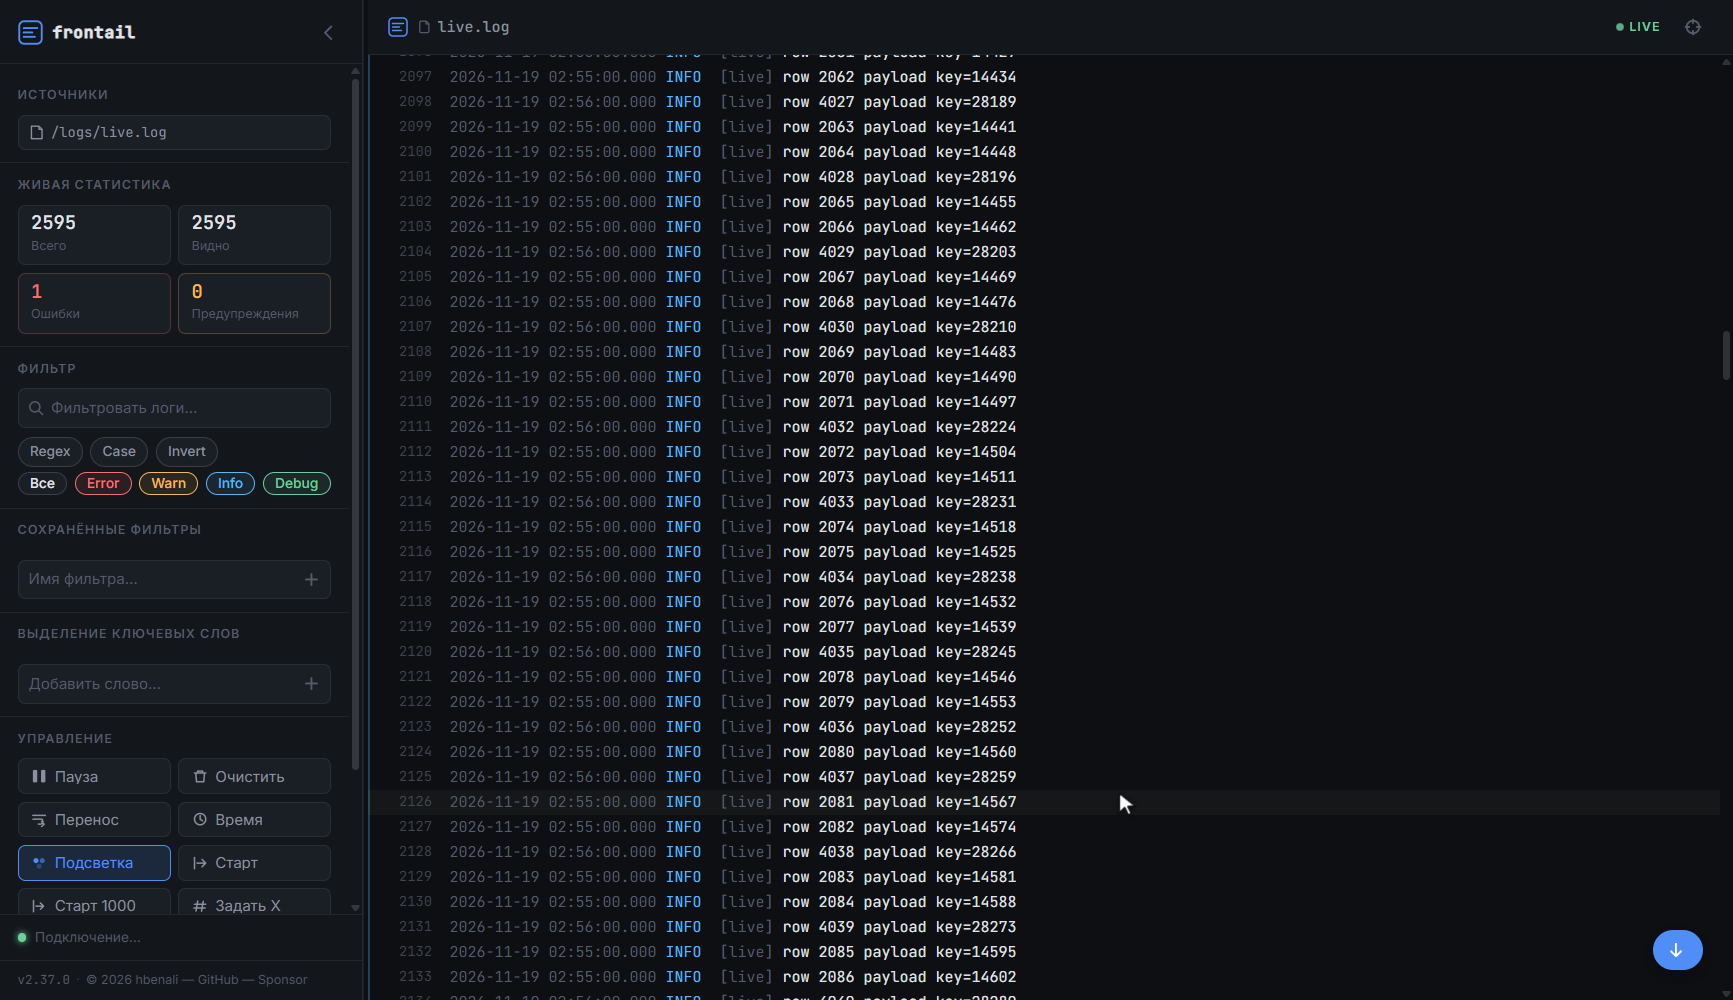 frontail
ИСТОЧНИКИ
/logs/live.log
ЖИВАЯ СТАТИСТИКА
2595
Всего
2595
Видно
1
Ошибки
0
Предупреждения
ФИЛЬТР
Фильтровать логи...
Regex Case Invert
Все Error Warn Info Debug
СОХРАНЁННЫЕ ФИЛЬТРЫ
Имя фильтра...
ВЫДЕЛЕНИЕ КЛЮЧЕВЫХ СЛОВ
Добавить слово...
УПРАВЛЕНИЕ
Пауза Очистить
Перенос Время
Подсветка Старт
Старт 1000 Задать X
Подключение...
v2.37.0 · © 2026 hbenali — GitHub — Sponsor
live.log
LIVE
2097 2026-11-19 02:55:00.000 INFO [live] row 2062 payload key=14434
2098 2026-11-19 02:56:00.000 INFO [live] row 4027 payload key=28189
2099 2026-11-19 02:55:00.000 INFO [live] row 2063 payload key=14441
2100 2026-11-19 02:55:00.000 INFO [live] row 2064 payload key=14448
2101 2026-11-19 02:56:00.000 INFO [live] row 4028 payload key=28196
2102 2026-11-19 02:55:00.000 INFO [live] row 2065 payload key=14455
2103 2026-11-19 02:55:00.000 INFO [live] row 2066 payload key=14462
2104 2026-11-19 02:56:00.000 INFO [live] row 4029 payload key=28203
2105 2026-11-19 02:55:00.000 INFO [live] row 2067 payload key=14469
2106 2026-11-19 02:55:00.000 INFO [live] row 2068 payload key=14476
2107 2026-11-19 02:56:00.000 INFO [live] row 4030 payload key=28210
2108 2026-11-19 02:55:00.000 INFO [live] row 2069 payload key=14483
2109 2026-11-19 02:55:00.000 INFO [live] row 2070 payload key=14490
2110 2026-11-19 02:55:00.000 INFO [live] row 2071 payload key=14497
2111 2026-11-19 02:56:00.000 INFO [live] row 4032 payload key=28224
2112 2026-11-19 02:55:00.000 INFO [live] row 2072 payload key=14504
2113 2026-11-19 02:55:00.000 INFO [live] row 2073 payload key=14511
2114 2026-11-19 02:56:00.000 INFO [live] row 4033 payload key=28231
2115 2026-11-19 02:55:00.000 INFO [live] row 2074 payload key=14518
2116 2026-11-19 02:55:00.000 INFO [live] row 2075 payload key=14525
2117 2026-11-19 02:56:00.000 INFO [live] row 4034 payload key=28238
2118 2026-11-19 02:55:00.000 INFO [live] row 2076 payload key=14532
2119 2026-11-19 02:55:00.000 INFO [live] row 2077 payload key=14539
2120 2026-11-19 02:56:00.000 INFO [live] row 4035 payload key=28245
2121 2026-11-19 02:55:00.000 INFO [live] row 2078 payload key=14546
2122 2026-11-19 02:55:00.000 INFO [live] row 2079 payload key=14553
2123 2026-11-19 02:56:00.000 INFO [live] row 4036 payload key=28252
2124 2026-11-19 02:55:00.000 INFO [live] row 2080 payload key=14560
2125 2026-11-19 02:56:00.000 INFO [live] row 4037 payload key=28259
2126 2026-11-19 02:55:00.000 INFO [live] row 2081 payload key=14567
2127 2026-11-19 02:55:00.000 INFO [live] row 2082 payload key=14574
2128 2026-11-19 02:56:00.000 INFO [live] row 4038 payload key=28266
2129 2026-11-19 02:55:00.000 INFO [live] row 2083 payload key=14581
2130 2026-11-19 02:55:00.000 INFO [live] row 2084 payload key=14588
2131 2026-11-19 02:56:00.000 INFO [live] row 4039 payload key=28273
2132 2026-11-19 02:55:00.000 INFO [live] row 2085 payload key=14595
2133 2026-11-19 02:55:00.000 INFO [live] row 2086 payload key=14602